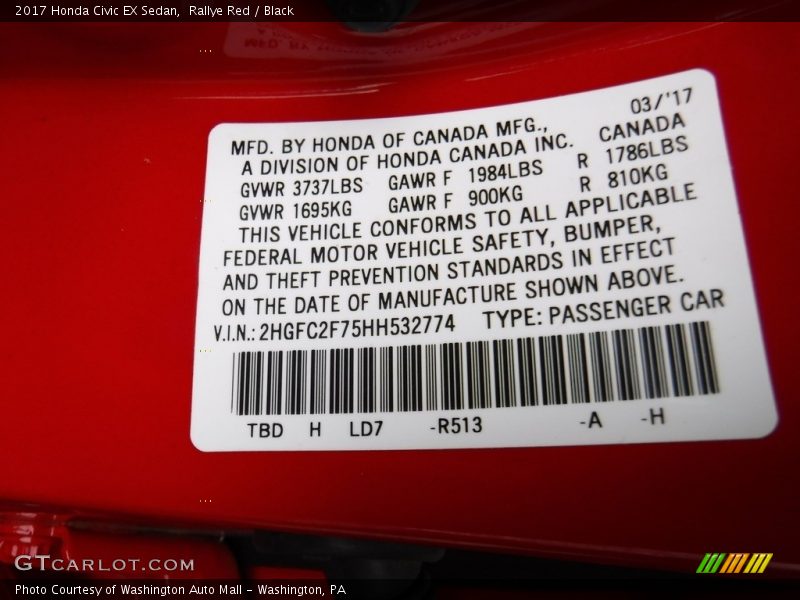 2017 Honda Civic EX Sedan,  Rallye Red / Black
MFD. BY HONDA OF CANADA MFG., 03/'17
A DIVISION OF HONDA CANADA INC. CANADA
GVWR 3737LBS GAWR F 1984LBS R 1786LBS
GVWR 1695KG GAWR F 900KG R 810KG
THIS VEHICLE CONFORMS TO ALL APPLICABLE
FEDERAL MOTOR VEHICLE SAFETY, BUMPER,
AND THEFT PREVENTION STANDARDS IN EFFECT
ON THE DATE OF MANUFACTURE SHOWN ABOVE.
V.I.N.: 2HGFC2F75HH532774 TYPE: PASSENGER CAR
TBD H LD7 -R513 -A -H
GTCARLOT.COM
Photo Courtesy of Washington Auto Mall - Washington, PA